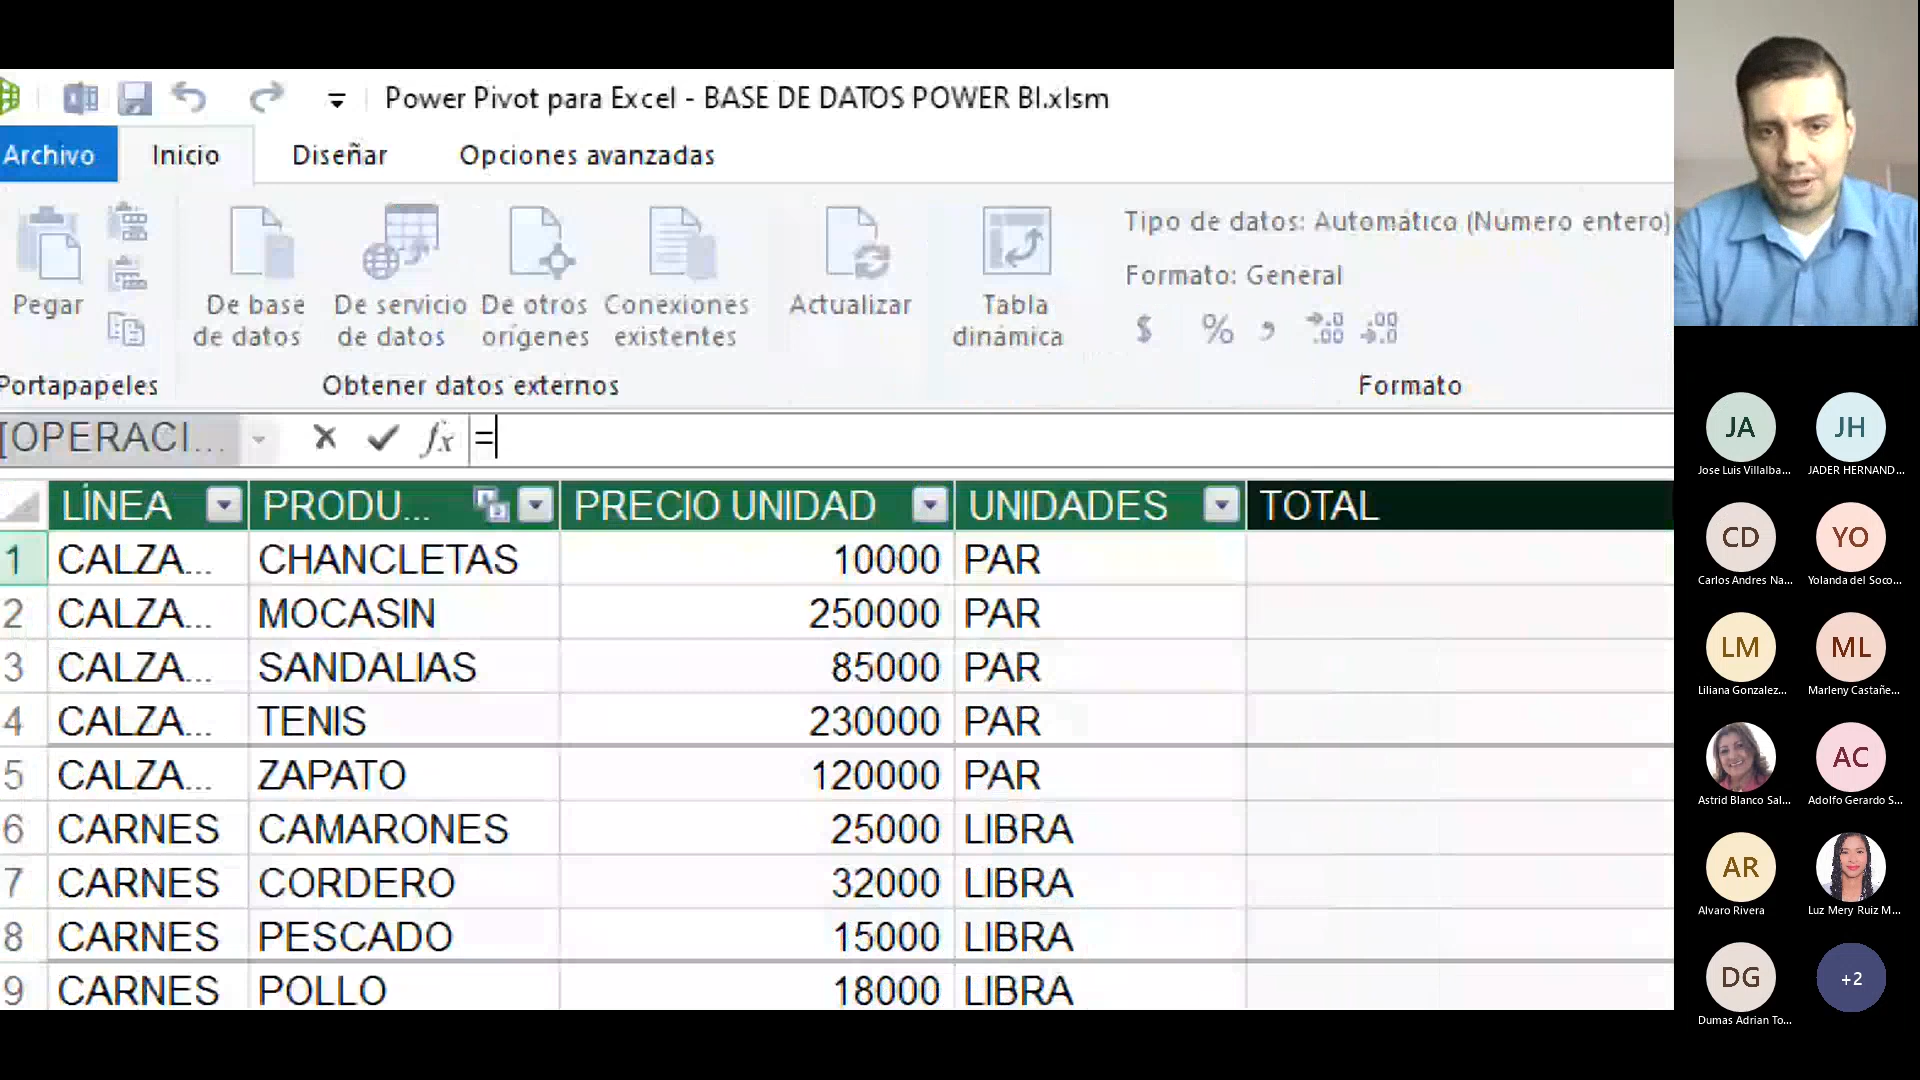 Power Pivot para Excel - BASE DE DATOS POWER BI.xlsm
Archivo Inicio Diseñar Opciones avanzadas
Pegar
De base de datos
De servicio de datos
De otros orígenes
Conexiones existentes
Actualizar
Tabla dinámica
Tipo de datos: Automático (Número entero)
Formato: General
$ % , .0 .00 .00 .0
Portapapeles Obtener datos externos Formato
[OPERACI... fx =
LÍNEA PRODU... PRECIO UNIDAD UNIDADES TOTAL
1 CALZA... CHANCLETAS 10000 PAR
2 CALZA... MOCASIN 250000 PAR
3 CALZA... SANDALIAS 85000 PAR
4 CALZA... TENIS 230000 PAR
5 CALZA... ZAPATO 120000 PAR
6 CARNES CAMARONES 25000 LIBRA
7 CARNES CORDERO 32000 LIBRA
8 CARNES PESCADO 15000 LIBRA
9 CARNES POLLO 18000 LIBRA
JA JH
Jose Luis Villalba... JADER HERNAND...
CD YO
Carlos Andres Na... Yolanda del Soco...
LM ML
Liliana Gonzalez... Marleny Castañe...
AC
Astrid Blanco Sal... Adolfo Gerardo S...
AR
Alvaro Rivera Luz Mery Ruiz M...
DG +2
Dumas Adrian To...